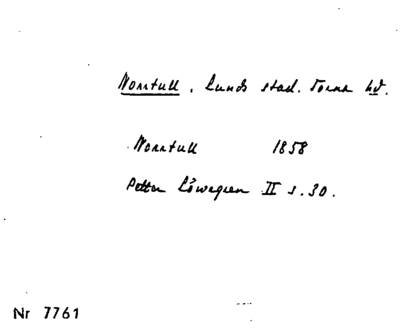 Norrtull, Lunds stad. Torna hd.
Norrtull 1858
Petter Löwegren II s. 30.
Nr 7761